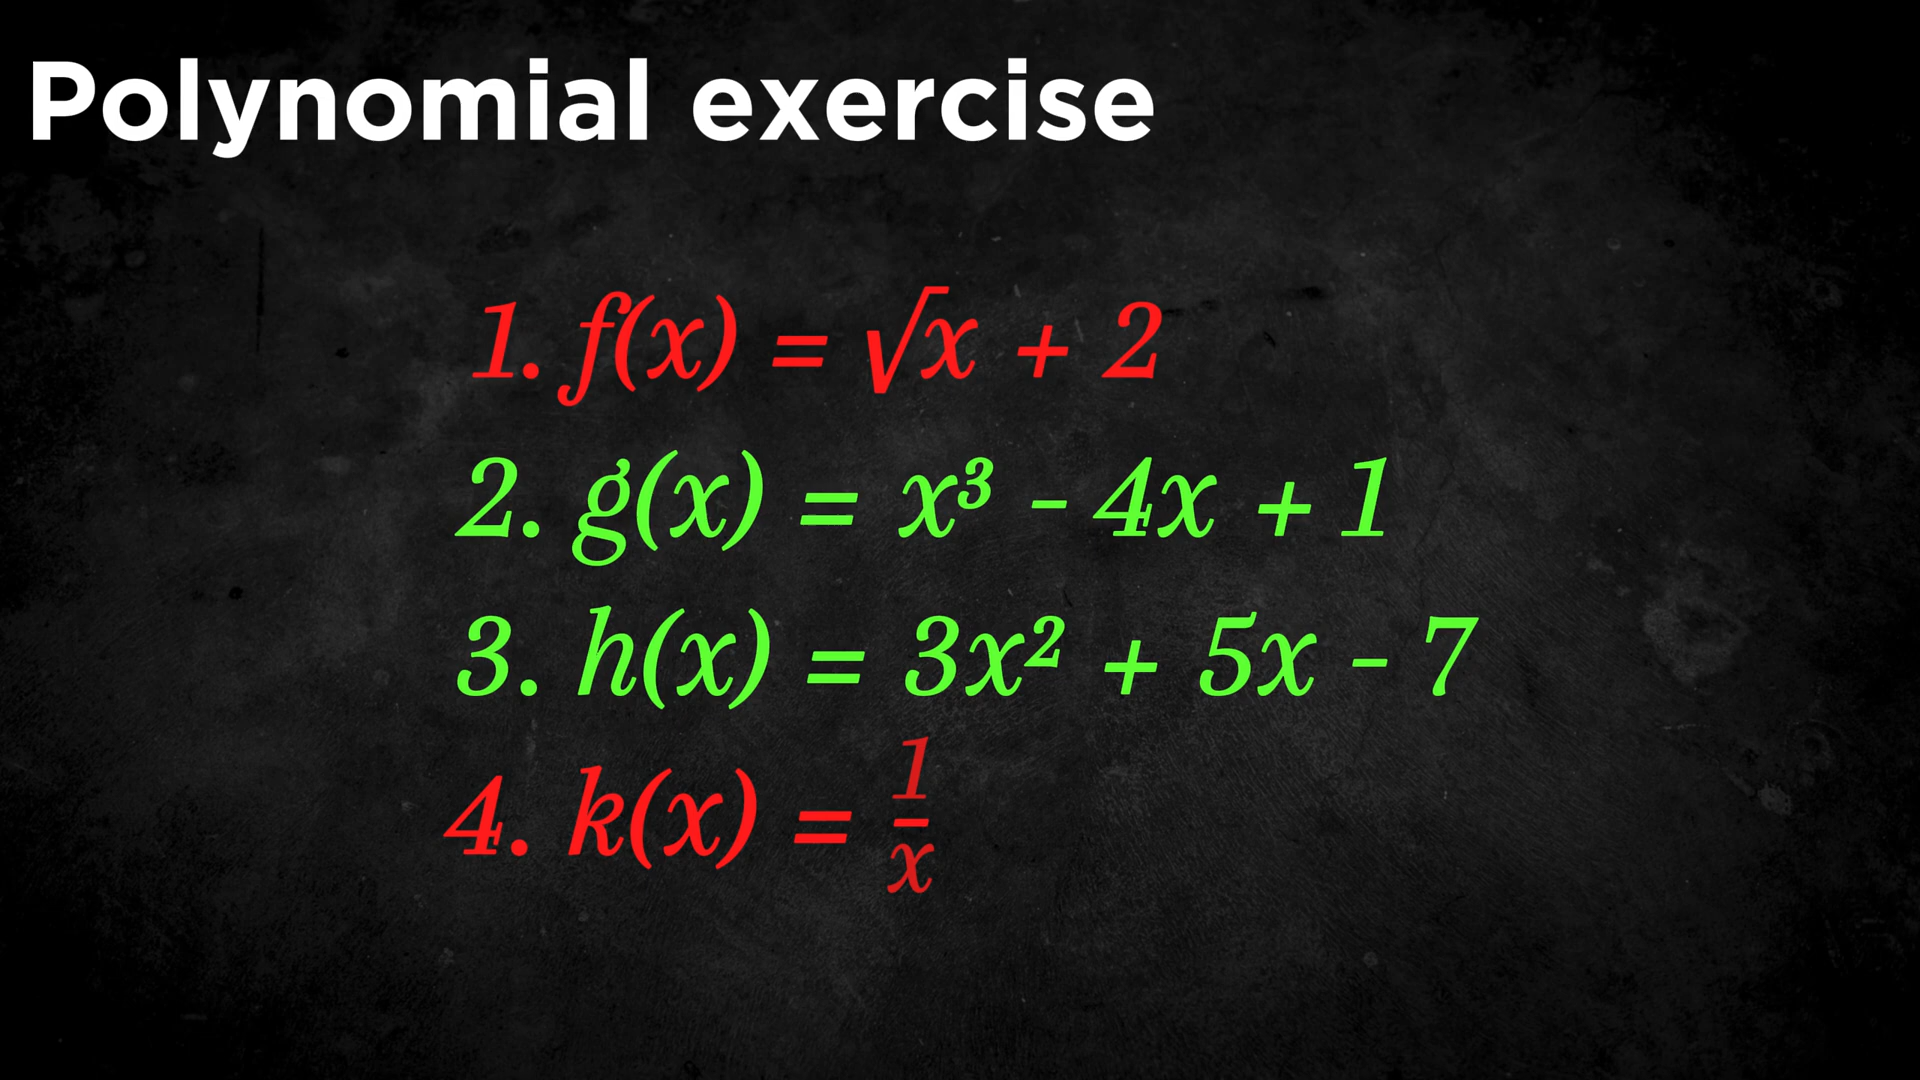 Polynomial exercise
1. f(x) = √x + 2
2. g(x) = x³ - 4x + 1
3. h(x) = 3x² + 5x - 7
4. k(x) = 1/x